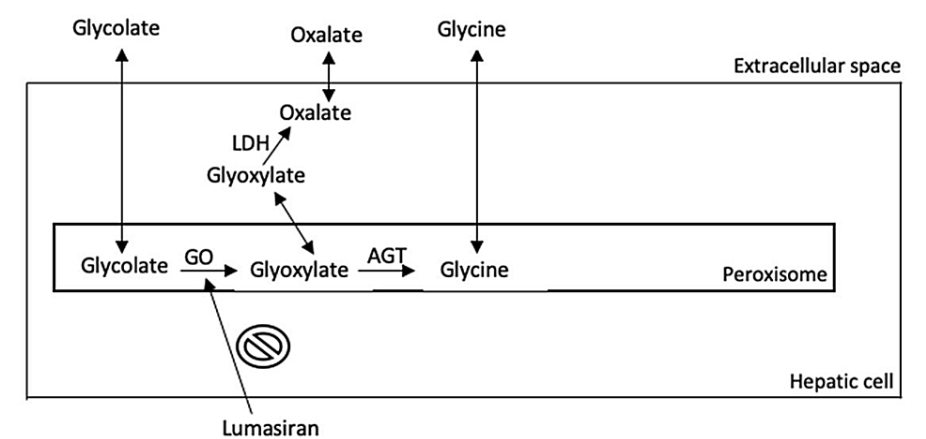 Glycolate
Oxalate
Glycine
Extracellular space
Oxalate
LDH
Glyoxylate
Glycolate
GO
Glyoxylate
AGT
Glycine
Peroxisome
Hepatic cell
Lumasiran